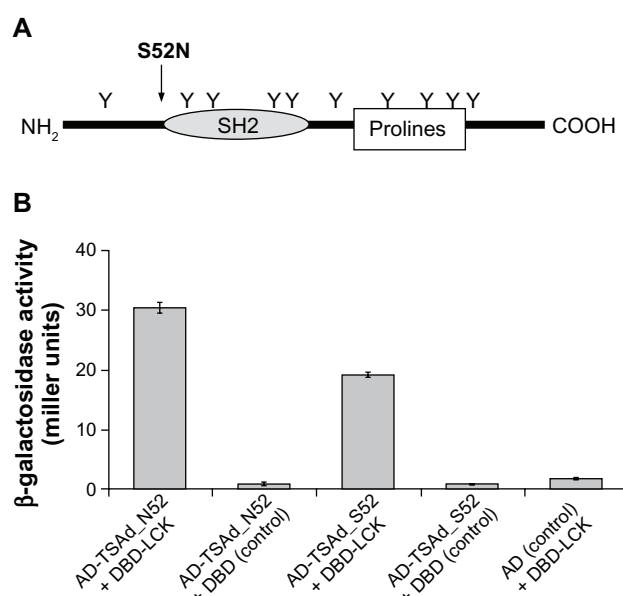 A
S52N
Y Y Y Y Y Y Y Y Y Y
NH2 SH2 Prolines COOH
B
β-galactosidase activity
(miller units)
40
30
20
10
0
AD-TSAd_N52
+ DBD-LCK
AD-TSAd_N52
+ DBD (control)
AD-TSAd_S52
+ DBD-LCK
AD-TSAd_S52
+ DBD (control)
AD (control)
+ DBD-LCK